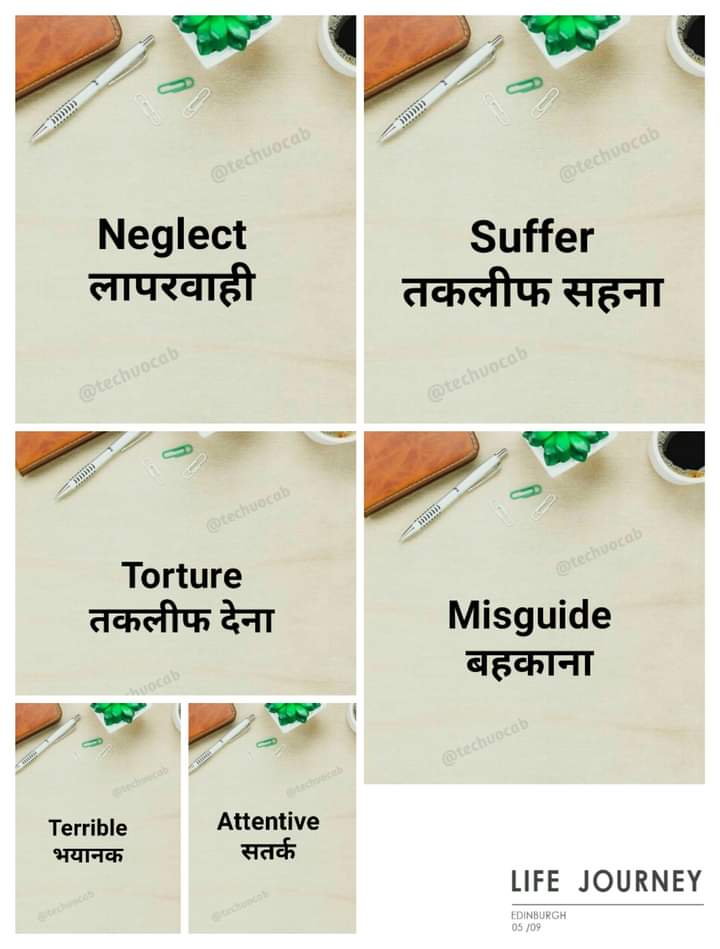 @techuocab
Neglect
लापरवाही
@techuocab
@techuocab
Suffer
तकलीफ सहना
@techuocab
@techuocab
Torture
तकलीफ देना
@techuocab
Misguide
बहकाना
@techuocab
@techuocab
Terrible
भयानक
@techuocab
@techuocab
Attentive
सतर्क
@techuocab
LIFE JOURNEY
EDINBURGH
05 /09